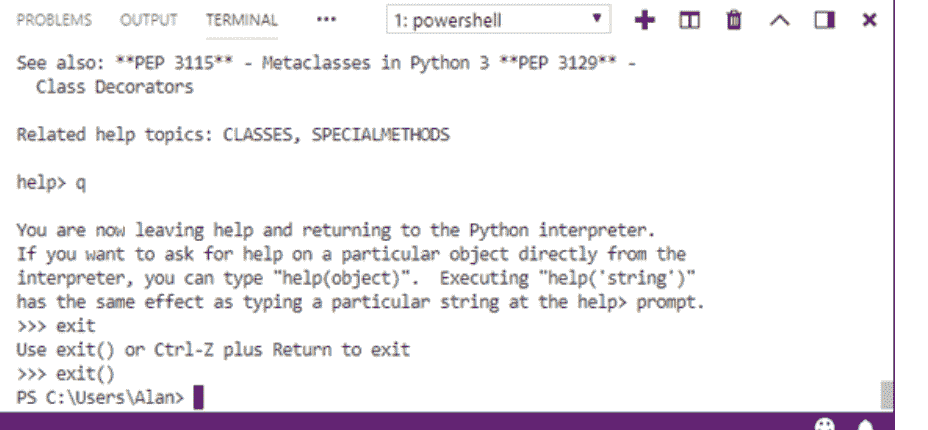 PROBLEMS OUTPUT TERMINAL ••• 1: powershell
See also: **PEP 3115** - Metaclasses in Python 3 **PEP 3129** -
Class Decorators
Related help topics: CLASSES, SPECIALMETHODS
help> q
You are now leaving help and returning to the Python interpreter.
If you want to ask for help on a particular object directly from the
interpreter, you can type "help(object)".  Executing "help('string')"
has the same effect as typing a particular string at the help> prompt.
>>> exit
Use exit() or Ctrl-Z plus Return to exit
>>> exit()
PS C:\Users\Alan>